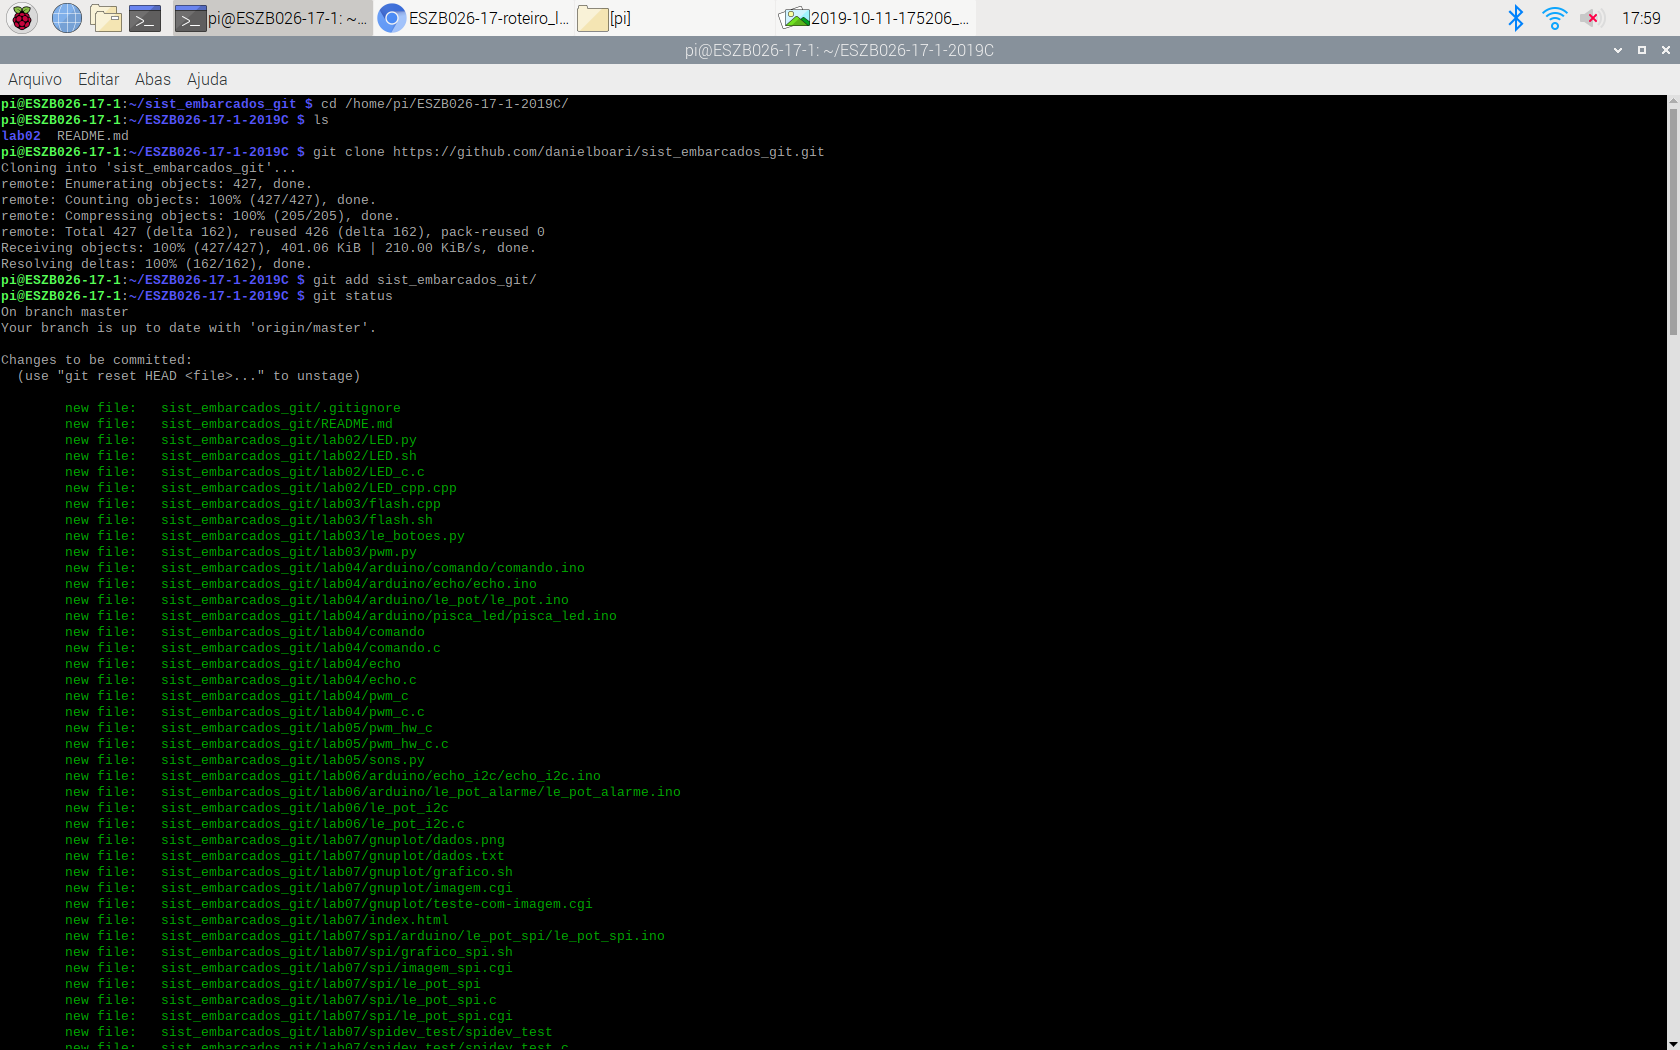 pi@ESZB026-17-1: ~... ESZB026-17-roteiro_l... [pi] 2019-10-11-175206_... 17:59
pi@ESZB026-17-1: ~/ESZB026-17-1-2019C
Arquivo Editar Abas Ajuda
pi@ESZB026-17-1:~/sist_embarcados_git $ cd /home/pi/ESZB026-17-1-2019C/
pi@ESZB026-17-1:~/ESZB026-17-1-2019C $ ls
lab02  README.md
pi@ESZB026-17-1:~/ESZB026-17-1-2019C $ git clone https://github.com/danielboari/sist_embarcados_git.git
Cloning into 'sist_embarcados_git'...
remote: Enumerating objects: 427, done.
remote: Counting objects: 100% (427/427), done.
remote: Compressing objects: 100% (205/205), done.
remote: Total 427 (delta 162), reused 426 (delta 162), pack-reused 0
Receiving objects: 100% (427/427), 401.06 KiB | 210.00 KiB/s, done.
Resolving deltas: 100% (162/162), done.
pi@ESZB026-17-1:~/ESZB026-17-1-2019C $ git add sist_embarcados_git/
pi@ESZB026-17-1:~/ESZB026-17-1-2019C $ git status
On branch master
Your branch is up to date with 'origin/master'.
Changes to be committed:
  (use "git reset HEAD <file>..." to unstage)
        new file:   sist_embarcados_git/.gitignore
        new file:   sist_embarcados_git/README.md
        new file:   sist_embarcados_git/lab02/LED.py
        new file:   sist_embarcados_git/lab02/LED.sh
        new file:   sist_embarcados_git/lab02/LED_c.c
        new file:   sist_embarcados_git/lab02/LED_cpp.cpp
        new file:   sist_embarcados_git/lab03/flash.cpp
        new file:   sist_embarcados_git/lab03/flash.sh
        new file:   sist_embarcados_git/lab03/le_botoes.py
        new file:   sist_embarcados_git/lab03/pwm.py
        new file:   sist_embarcados_git/lab04/arduino/comando/comando.ino
        new file:   sist_embarcados_git/lab04/arduino/echo/echo.ino
        new file:   sist_embarcados_git/lab04/arduino/le_pot/le_pot.ino
        new file:   sist_embarcados_git/lab04/arduino/pisca_led/pisca_led.ino
        new file:   sist_embarcados_git/lab04/comando
        new file:   sist_embarcados_git/lab04/comando.c
        new file:   sist_embarcados_git/lab04/echo
        new file:   sist_embarcados_git/lab04/echo.c
        new file:   sist_embarcados_git/lab04/pwm_c
        new file:   sist_embarcados_git/lab04/pwm_c.c
        new file:   sist_embarcados_git/lab05/pwm_hw_c
        new file:   sist_embarcados_git/lab05/pwm_hw_c.c
        new file:   sist_embarcados_git/lab05/sons.py
        new file:   sist_embarcados_git/lab06/arduino/echo_i2c/echo_i2c.ino
        new file:   sist_embarcados_git/lab06/arduino/le_pot_alarme/le_pot_alarme.ino
        new file:   sist_embarcados_git/lab06/le_pot_i2c
        new file:   sist_embarcados_git/lab06/le_pot_i2c.c
        new file:   sist_embarcados_git/lab07/gnuplot/dados.png
        new file:   sist_embarcados_git/lab07/gnuplot/dados.txt
        new file:   sist_embarcados_git/lab07/gnuplot/grafico.sh
        new file:   sist_embarcados_git/lab07/gnuplot/imagem.cgi
        new file:   sist_embarcados_git/lab07/gnuplot/teste-com-imagem.cgi
        new file:   sist_embarcados_git/lab07/index.html
        new file:   sist_embarcados_git/lab07/spi/arduino/le_pot_spi/le_pot_spi.ino
        new file:   sist_embarcados_git/lab07/spi/grafico_spi.sh
        new file:   sist_embarcados_git/lab07/spi/imagem_spi.cgi
        new file:   sist_embarcados_git/lab07/spi/le_pot_spi
        new file:   sist_embarcados_git/lab07/spi/le_pot_spi.c
        new file:   sist_embarcados_git/lab07/spi/le_pot_spi.cgi
        new file:   sist_embarcados_git/lab07/spidev_test/spidev_test
        new file:   sist_embarcados_git/lab07/spidev_test/spidev_test.c